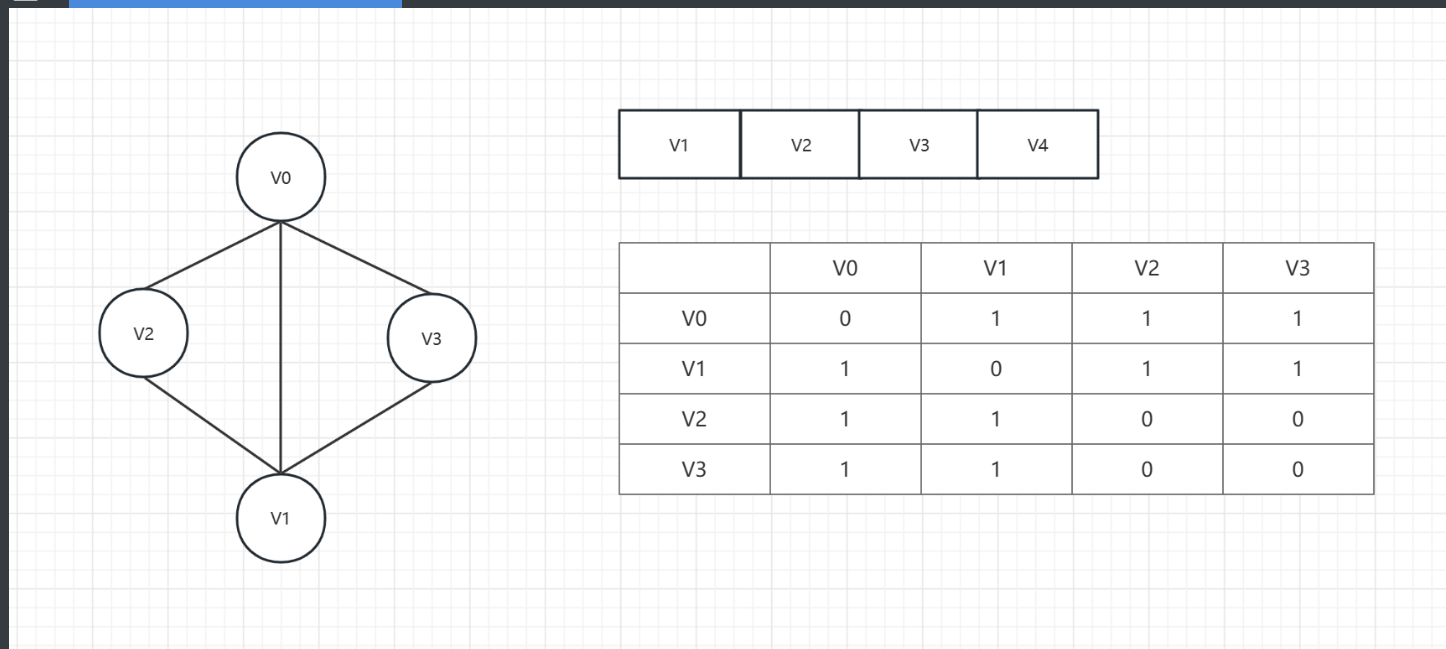 V0
V2
V3
V1
V1 V2 V3 V4
V0 V1 V2 V3
V0 0 1 1 1
V1 1 0 1 1
V2 1 1 0 0
V3 1 1 0 0